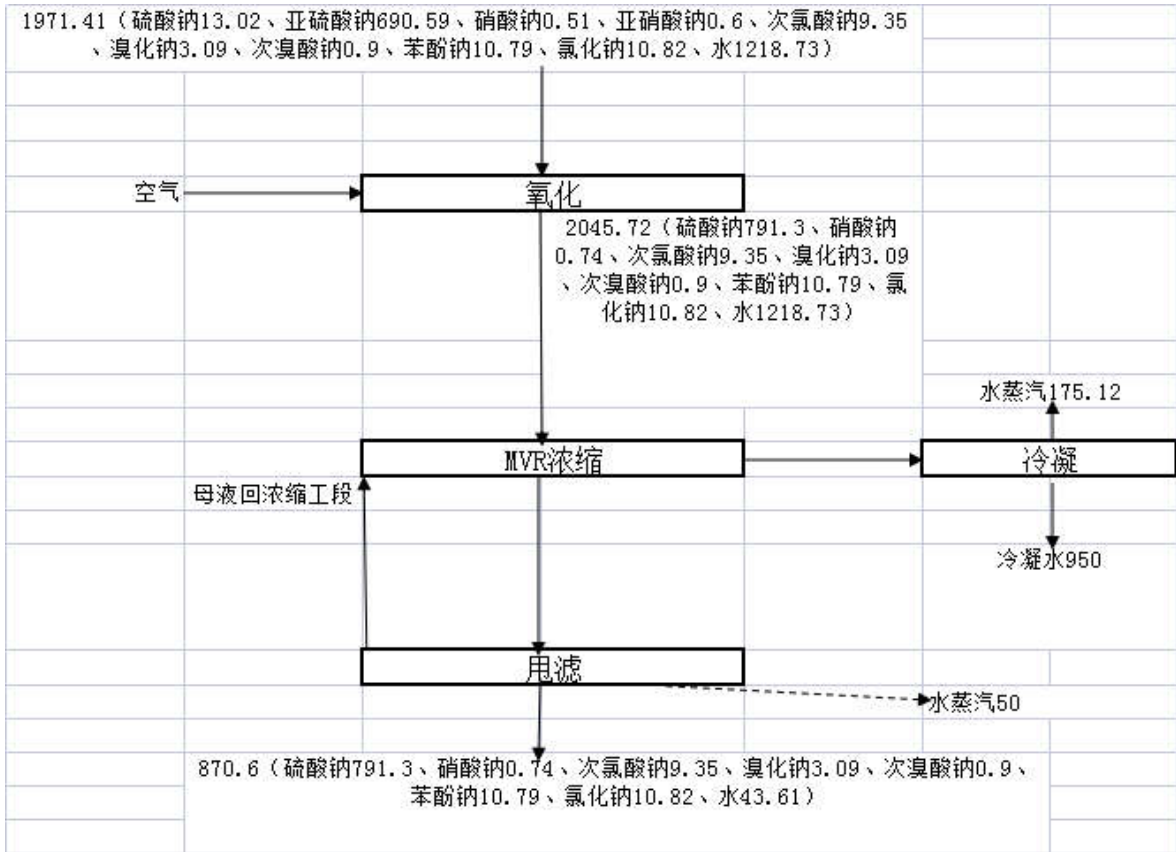 1971.41（硫酸钠13.02、亚硫酸钠690.59、硝酸钠0.51、亚硝酸钠0.6、次氯酸钠9.35
、溴化钠3.09、次溴酸钠0.9、苯酚钠10.79、氯化钠10.82、水1218.73）
空气
氧化
2045.72（硫酸钠791.3、硝酸钠
0.74、次氯酸钠9.35、溴化钠3.09
、次溴酸钠0.9、苯酚钠10.79、氯
化钠10.82、水1218.73）
水蒸汽175.12
MVR浓缩
冷凝
母液回浓缩工段
冷凝水950
甩滤
水蒸汽50
870.6（硫酸钠791.3、硝酸钠0.74、次氯酸钠9.35、溴化钠3.09、次溴酸钠0.9、
苯酚钠10.79、氯化钠10.82、水43.61）